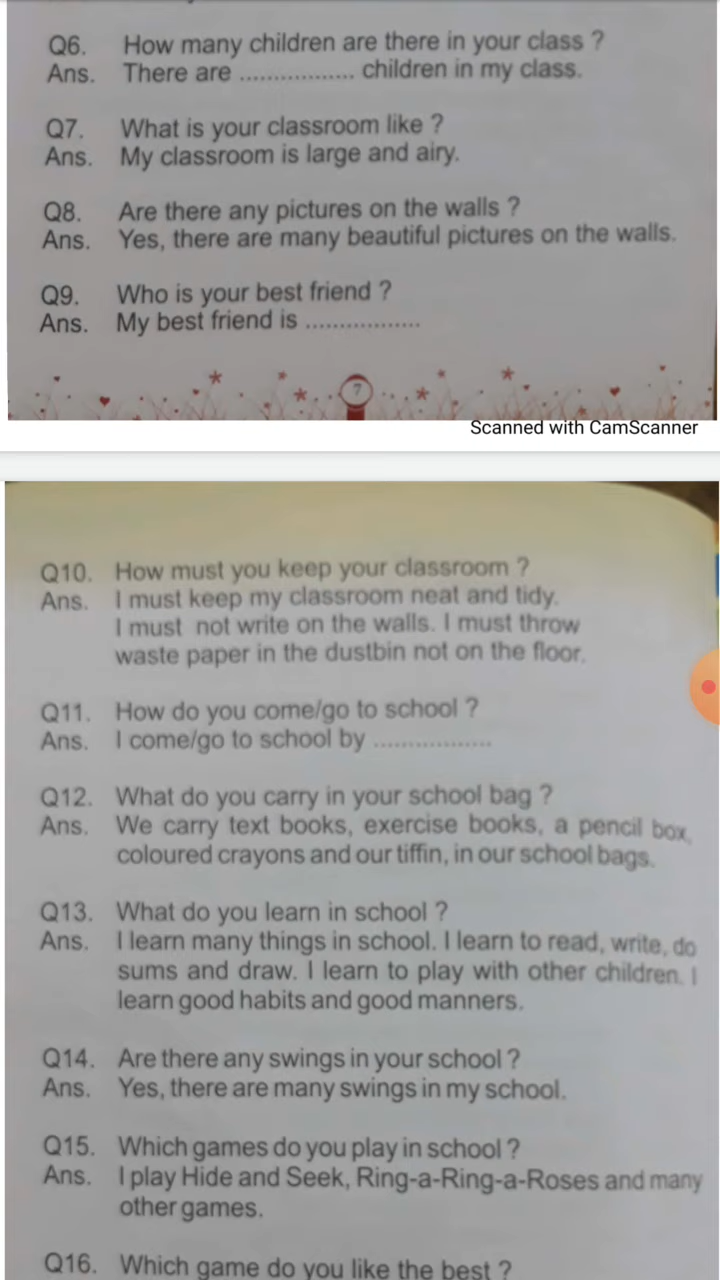 Q6. How many children are there in your class ?
Ans. There are ................. children in my class.
Q7. What is your classroom like ?
Ans. My classroom is large and airy.
Q8. Are there any pictures on the walls ?
Ans. Yes, there are many beautiful pictures on the walls.
Q9. Who is your best friend ?
Ans. My best friend is .................
7
Scanned with CamScanner
Q10. How must you keep your classroom ?
Ans. I must keep my classroom neat and tidy.
I must not write on the walls. I must throw
waste paper in the dustbin not on the floor.
Q11. How do you come/go to school ?
Ans. I come/go to school by .................
Q12. What do you carry in your school bag ?
Ans. We carry text books, exercise books, a pencil box,
coloured crayons and our tiffin, in our school bags.
Q13. What do you learn in school ?
Ans. I learn many things in school. I learn to read, write, do
sums and draw. I learn to play with other children. I
learn good habits and good manners.
Q14. Are there any swings in your school ?
Ans. Yes, there are many swings in my school.
Q15. Which games do you play in school ?
Ans. I play Hide and Seek, Ring-a-Ring-a-Roses and many
other games.
Q16. Which game do you like the best ?